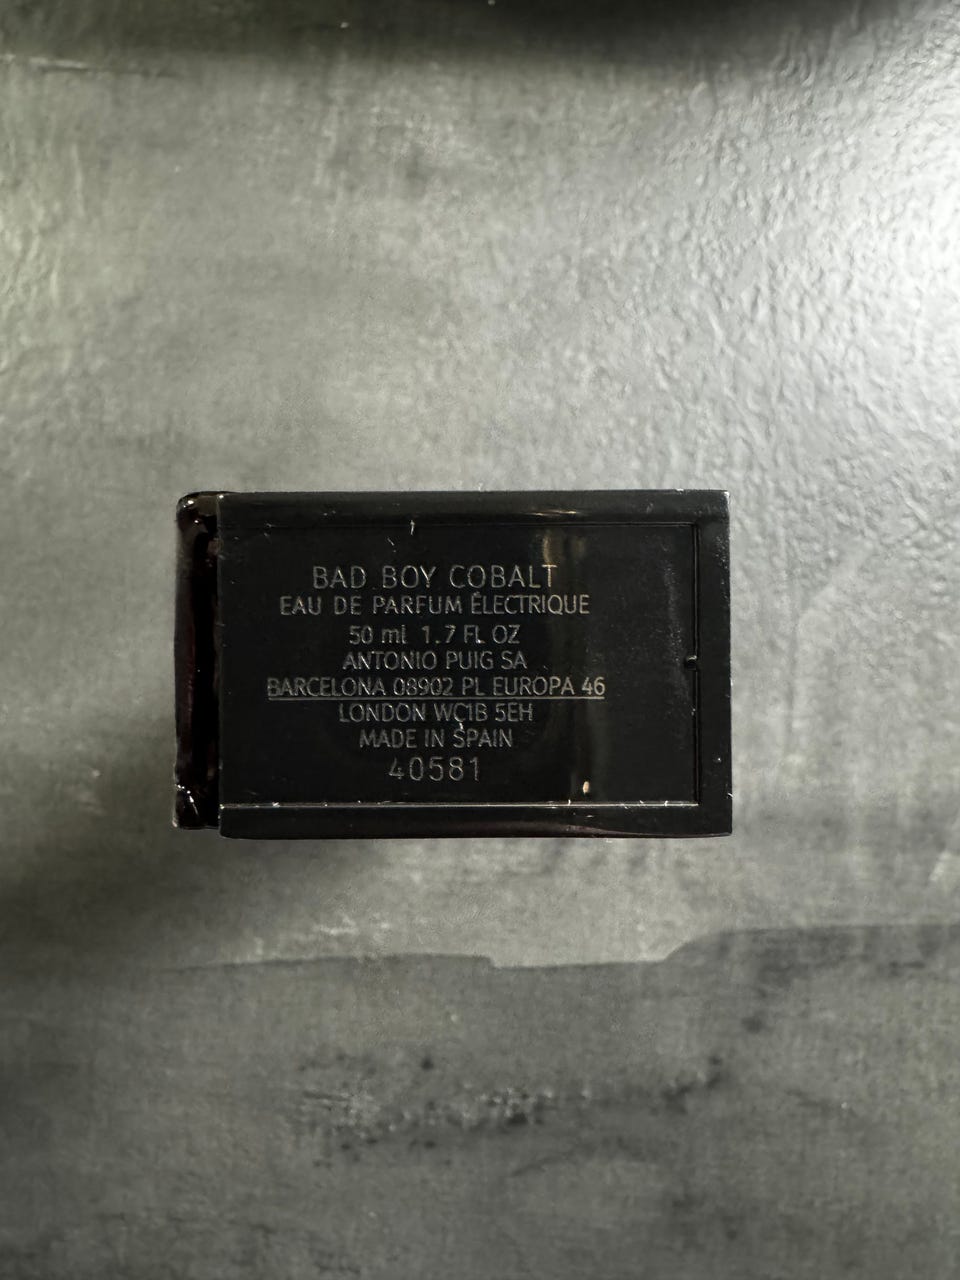 BAD BOY COBALT
EAU DE PARFUM ÉLECTRIQUE
50 ml 1.7 FL OZ
ANTONIO PUIG SA
BARCELONA 08902 PL EUROPA 46
LONDON WC1B 5EH
MADE IN SPAIN
40581